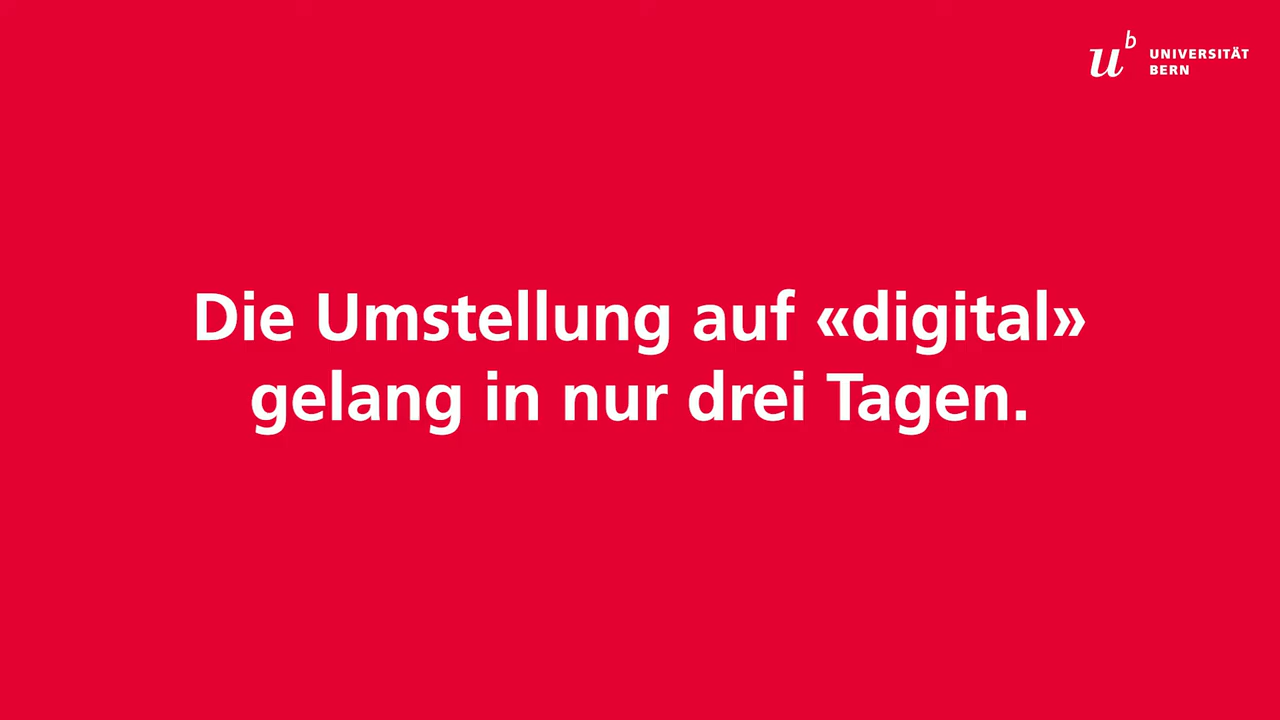 u
b
UNIVERSITÄT
BERN
Die Umstellung auf «digital»
gelang in nur drei Tagen.